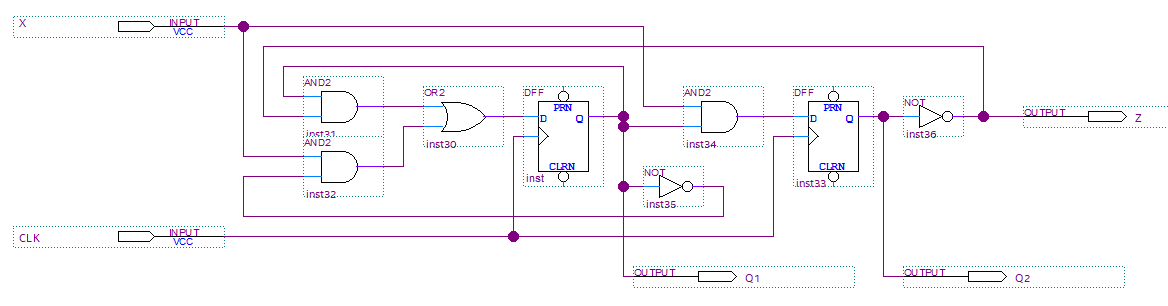 X
INPUT
VCC
AND2
inst31
AND2
inst32
OR2
inst30
DFF
PRN
D
Q
CLRN
inst
AND2
inst34
NOT
inst35
DFF
PRN
D
Q
CLRN
inst33
NOT
inst36
OUTPUT
Z
CLK
INPUT
VCC
OUTPUT
Q1
OUTPUT
Q2